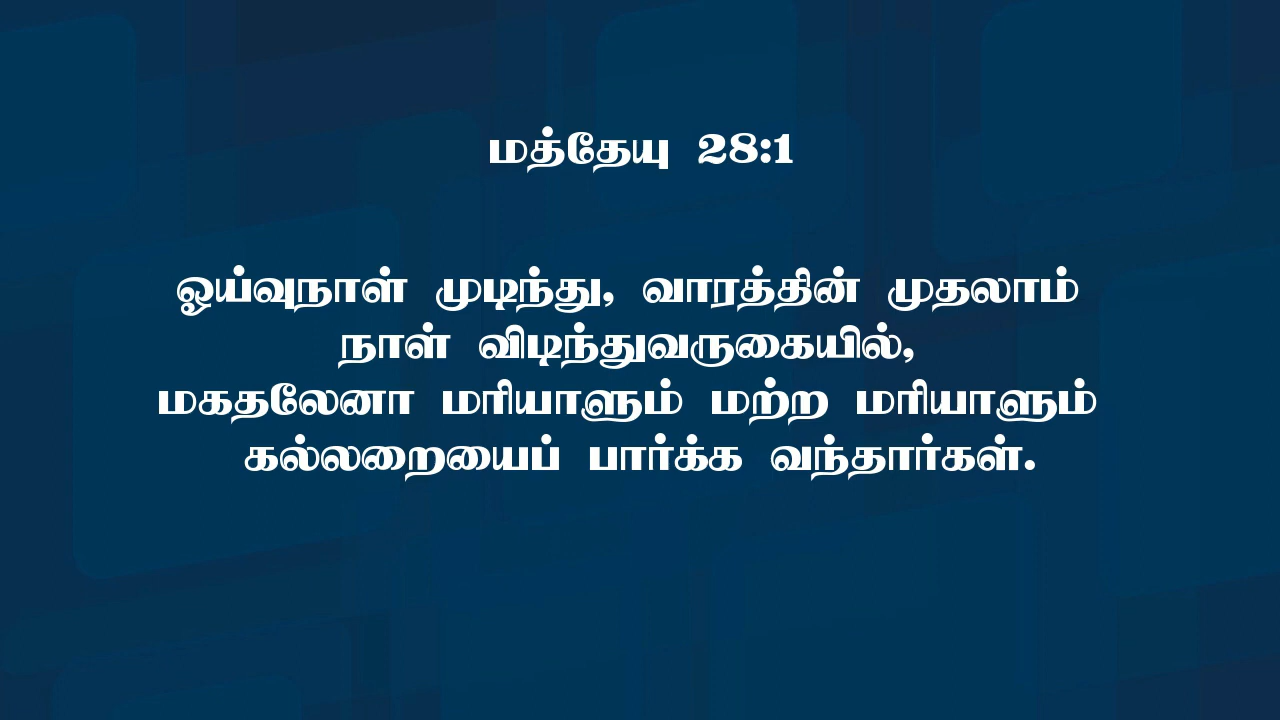 மத்தேயு 28:1
ஓய்வுநாள் முடிந்து, வாரத்தின் முதலாம்
நாள் விடிந்துவருகையில்,
மகதலேனா மரியாளும் மற்ற மரியாளும்
கல்லறையைப் பார்க்க வந்தார்கள்.